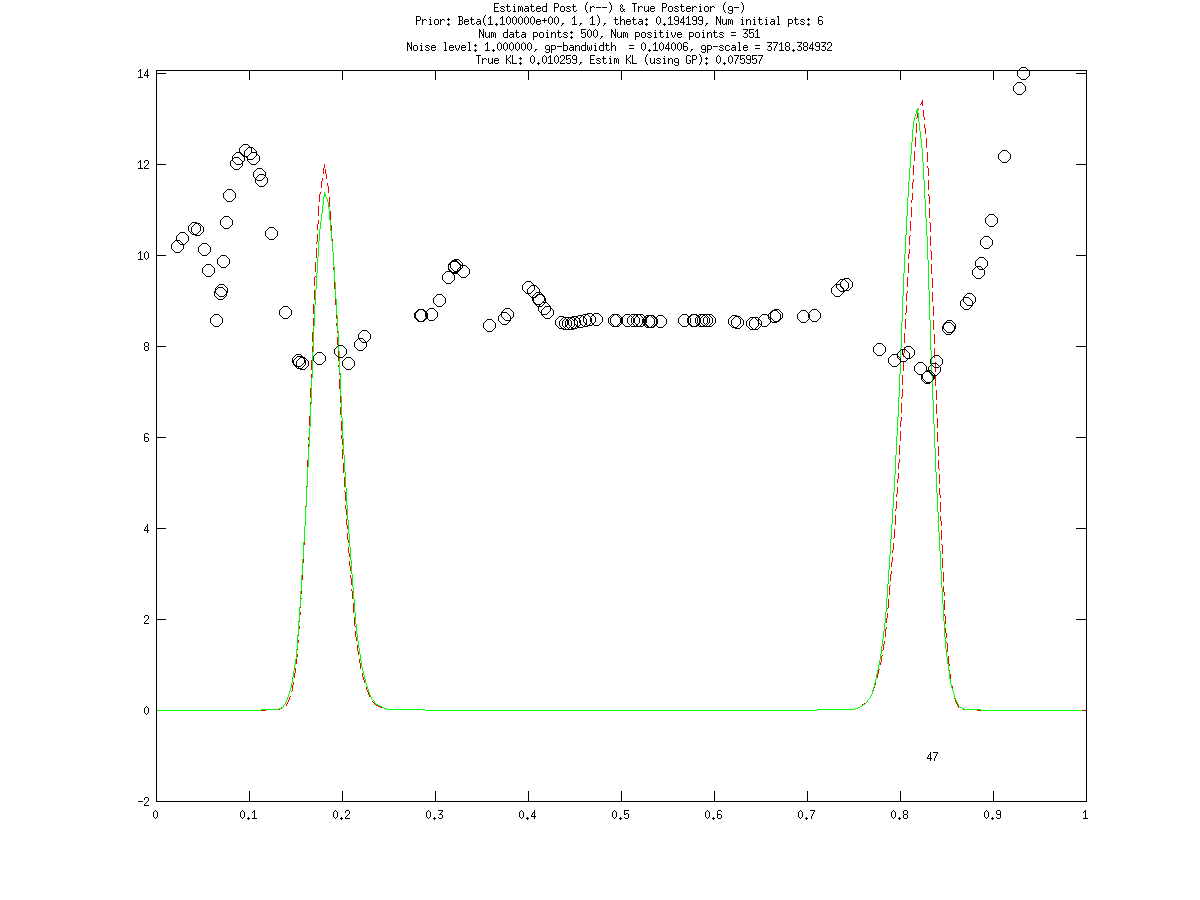 Estimated Post (r--) & True Posterior (g-)
Prior: Beta(1.100000e+00, 1, 1), theta: 0.194199, Num initial pts: 6
Num data points: 500, Num positive points = 351
Noise level: 1.000000, gp-bandwidth = 0.104006, gp-scale = 3718.384932
True KL: 0.010259, Estim KL (using GP): 0.075957
14
12
10
8
6
4
2
0
47
-2
0 0.1 0.2 0.3 0.4 0.5 0.6 0.7 0.8 0.9 1